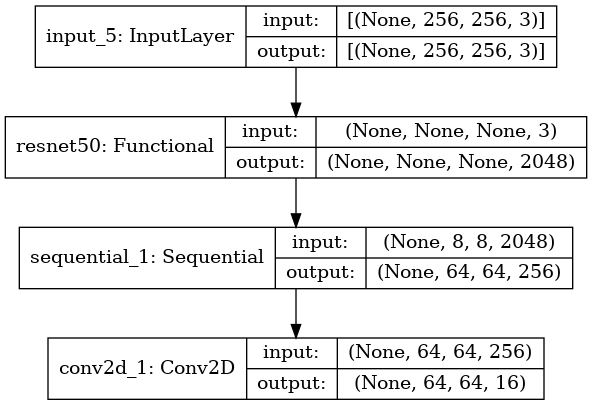 input_5: InputLayer
input: [(None, 256, 256, 3)]
output: [(None, 256, 256, 3)]
resnet50: Functional
input: (None, None, None, 3)
output: (None, None, None, 2048)
sequential_1: Sequential
input: (None, 8, 8, 2048)
output: (None, 64, 64, 256)
conv2d_1: Conv2D
input: (None, 64, 64, 256)
output: (None, 64, 64, 16)